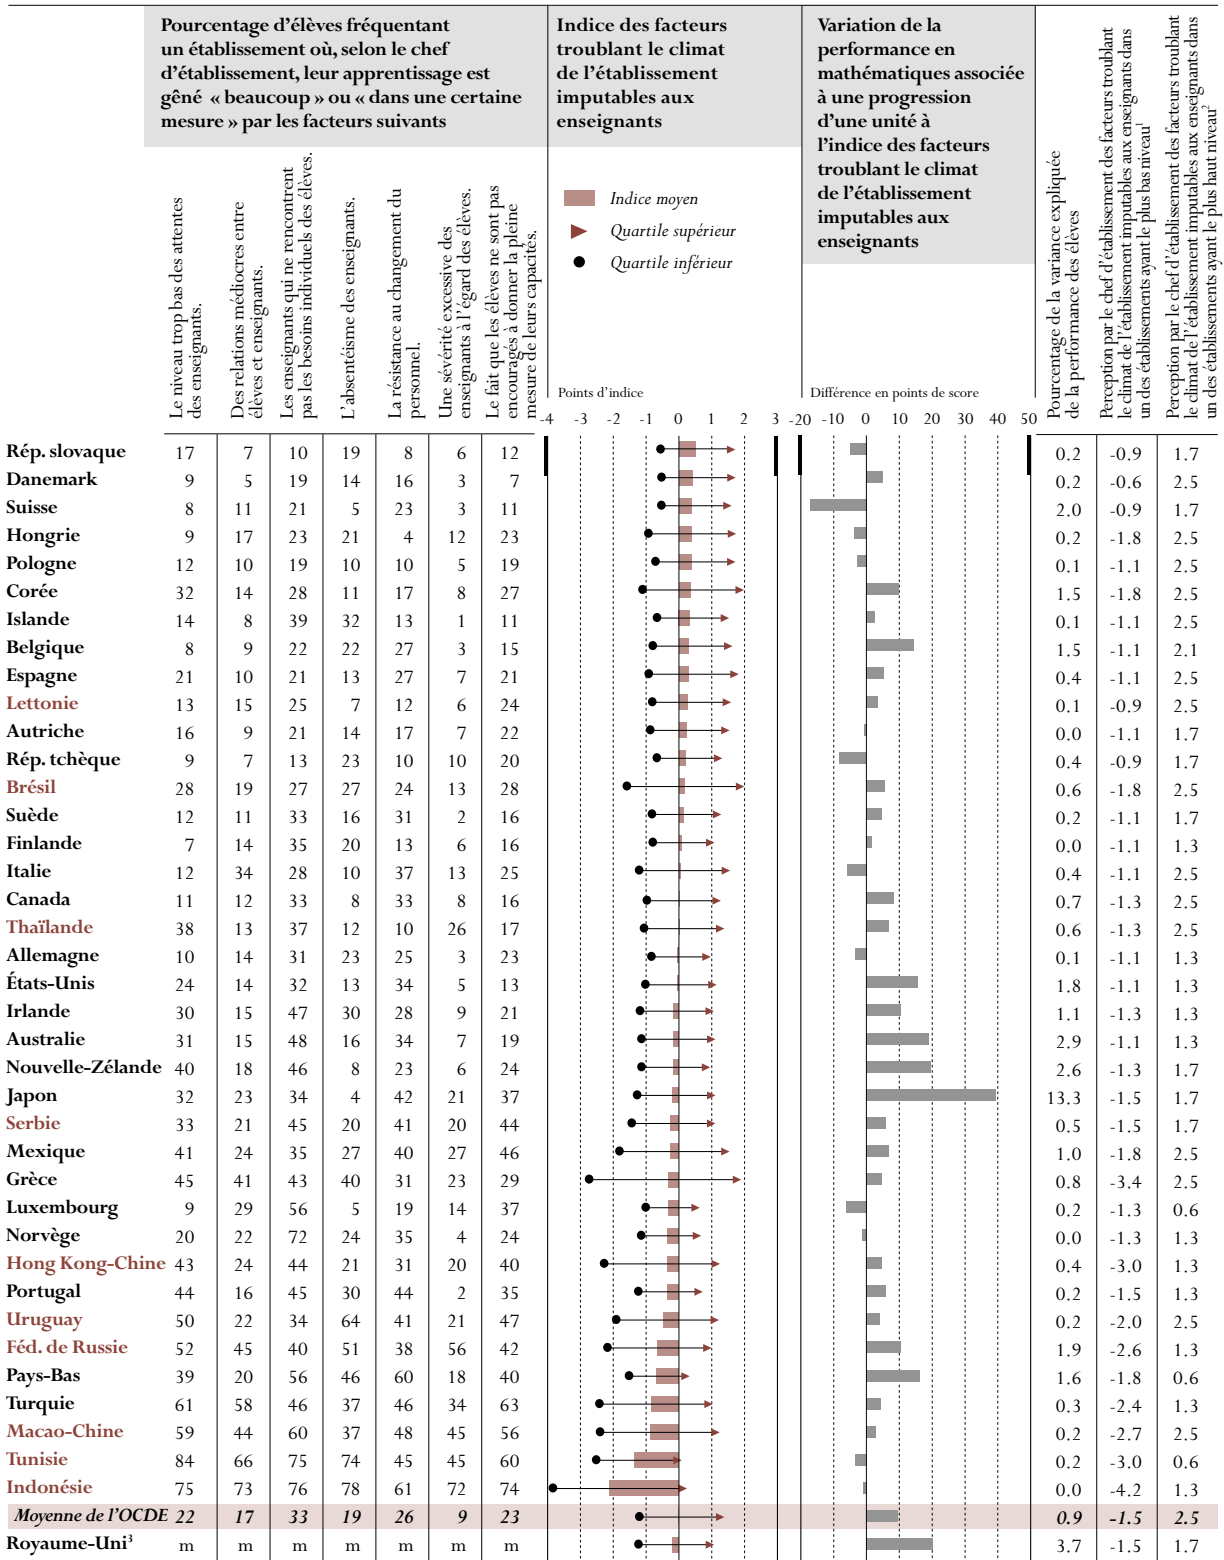 Pourcentage d'élèves fréquentant
un établissement où, selon le chef
d'établissement, leur apprentissage est
gêné « beaucoup » ou « dans une certaine
mesure » par les facteurs suivants
Indice des facteurs
troublant le climat
de l'établissement
imputables aux
enseignants
Variation de la
performance en
mathématiques associée
à une progression
d'une unité à
l'indice des facteurs
troublant le climat
de l'établissement
imputables aux
enseignants
Le niveau trop bas des attentes
des enseignants.
Des relations médiocres entre
élèves et enseignants.
Les enseignants qui ne rencontrent
pas les besoins individuels des élèves.
L'absentéisme des enseignants.
La résistance au changement du
personnel.
Une sévérité excessive des
enseignants à l'égard des élèves.
Le fait que les élèves ne sont pas
encouragés à donner la pleine
mesure de leurs capacités.
Indice moyen
Quartile supérieur
Quartile inférieur
Pourcentage de la variance expliquée
de la performance des élèves
Perception par le chef d'établissement des facteurs troublant
le climat de l'établissement imputables aux enseignants dans
un des établissements ayant le plus bas niveau1
Perception par le chef d'établissement des facteurs troublant
le climat de l'établissement imputables aux enseignants dans
un des établissements ayant le plus haut niveau2
Points d'indice
Différence en points de score
-4 -3 -2 -1 0 1 2 3 -20 -10 0 10 20 30 40 50
Rép. slovaque 17 7 10 19 8 6 12 0.2 -0.9 1.7
Danemark 9 5 19 14 16 3 7 0.2 -0.6 2.5
Suisse 8 11 21 5 23 3 11 2.0 -0.9 1.7
Hongrie 9 17 23 21 4 12 23 0.2 -1.8 2.5
Pologne 12 10 19 10 10 5 19 0.1 -1.1 2.5
Corée 32 14 28 11 17 8 27 1.5 -1.8 2.5
Islande 14 8 39 32 13 1 11 0.1 -1.1 2.5
Belgique 8 9 22 22 27 3 15 1.5 -1.1 2.1
Espagne 21 10 21 13 27 7 21 0.4 -1.1 2.5
Lettonie 13 15 25 7 12 6 24 0.1 -0.9 2.5
Autriche 16 9 21 14 17 7 22 0.0 -1.1 1.7
Rép. tchèque 9 7 13 23 10 10 20 0.4 -0.9 1.7
Brésil 28 19 27 27 24 13 28 0.6 -1.8 2.5
Suède 12 11 33 16 31 2 16 0.2 -1.1 1.7
Finlande 7 14 35 20 13 6 16 0.0 -1.1 1.3
Italie 12 34 28 10 37 13 25 0.4 -1.1 2.5
Canada 11 12 33 8 33 8 16 0.7 -1.3 2.5
Thaïlande 38 13 37 12 10 26 17 0.6 -1.3 2.5
Allemagne 10 14 31 23 25 3 23 0.1 -1.1 1.3
États-Unis 24 14 32 13 34 5 13 1.8 -1.1 1.3
Irlande 30 15 47 30 28 9 21 1.1 -1.3 1.3
Australie 31 15 48 16 34 7 19 2.9 -1.1 1.3
Nouvelle-Zélande 40 18 46 8 23 6 24 2.6 -1.3 1.7
Japon 32 23 34 4 42 21 37 13.3 -1.5 1.7
Serbie 33 21 45 20 41 20 44 0.5 -1.5 1.7
Mexique 41 24 35 27 40 27 46 1.0 -1.8 2.5
Grèce 45 41 43 40 31 23 29 0.8 -3.4 2.5
Luxembourg 9 29 56 5 19 14 37 0.2 -1.3 0.6
Norvège 20 22 72 24 35 4 24 0.0 -1.3 1.3
Hong Kong-Chine 43 24 44 21 31 20 40 0.4 -3.0 1.3
Portugal 44 16 45 30 44 2 35 0.2 -1.5 1.3
Uruguay 50 22 34 64 41 21 47 0.2 -2.0 2.5
Féd. de Russie 52 45 40 51 38 56 42 1.9 -2.6 1.3
Pays-Bas 39 20 56 46 60 18 40 1.6 -1.8 0.6
Turquie 61 58 46 37 46 34 63 0.3 -2.4 1.3
Macao-Chine 59 44 60 37 48 45 56 0.2 -2.7 2.5
Tunisie 84 66 75 74 45 45 60 0.2 -3.0 0.6
Indonésie 75 73 76 78 61 72 74 0.0 -4.2 1.3
Moyenne de l'OCDE 22 17 33 19 26 9 23 0.9 -1.5 2.5
Royaume-Uni3 m m m m m m m 3.7 -1.5 1.7